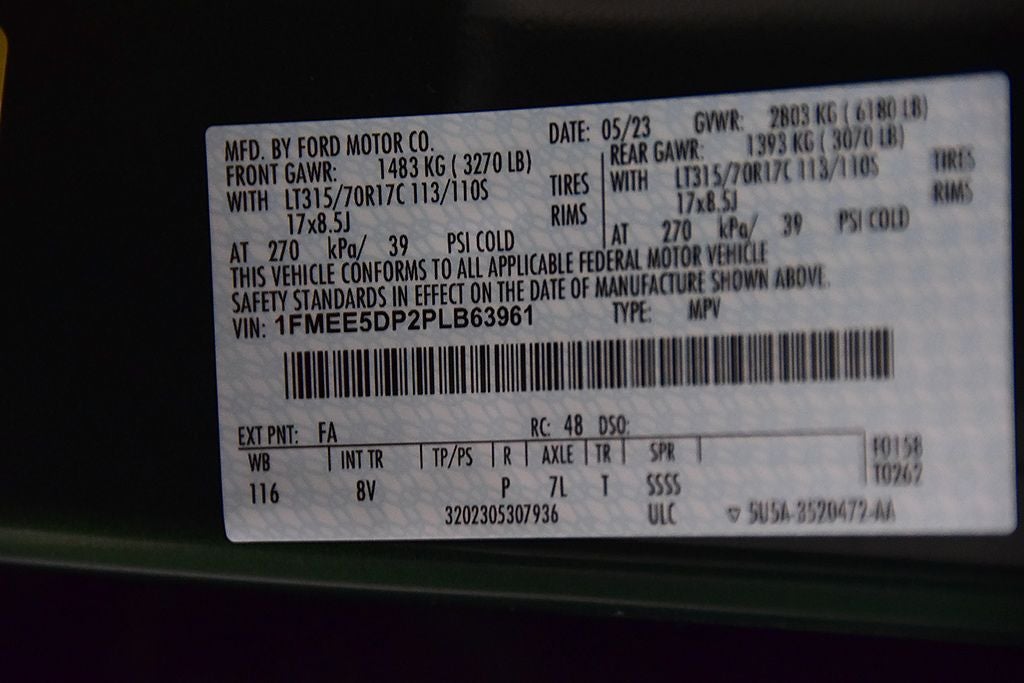 MFD. BY FORD MOTOR CO. DATE: 05/23 GVWR: 2803 KG ( 6180 LB)
FRONT GAWR: 1483 KG ( 3270 LB) REAR GAWR: 1393 KG ( 3070 LB)
WITH LT315/70R17C 113/110S TIRES WITH LT315/70R17C 113/110S TIRES
17x8.5J RIMS 17x8.5J RIMS
AT 270 kPa/ 39 PSI COLD AT 270 kPa/ 39 PSI COLD
THIS VEHICLE CONFORMS TO ALL APPLICABLE FEDERAL MOTOR VEHICLE
SAFETY STANDARDS IN EFFECT ON THE DATE OF MANUFACTURE SHOWN ABOVE.
VIN: 1FMEE5DP2PLB63961 TYPE: MPV
EXT PNT: FA RC: 48 DSO:
WB INT TR TP/PS R AXLE TR SPR F0158
116 8V P 7L T SSSS T0262
3202305307936 ULC ▽ 5U5A-3520472-AA